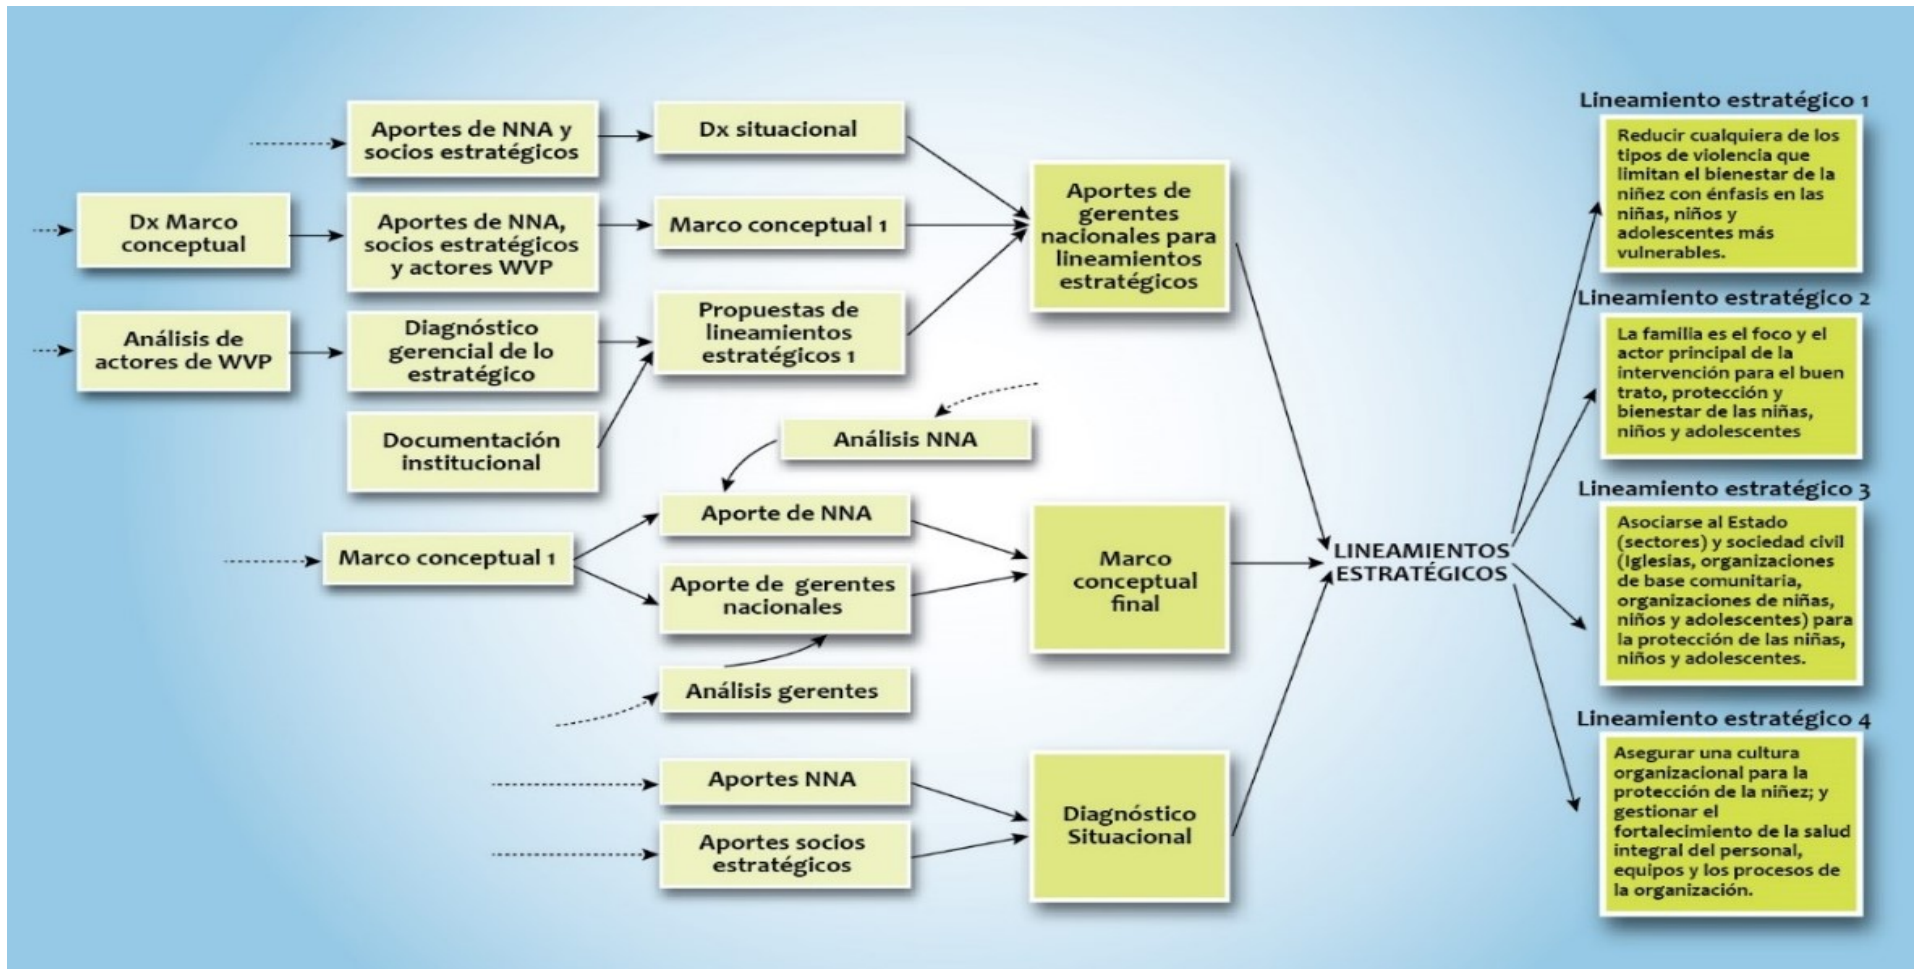 Aportes de NNA y
socios estratégicos
Dx situacional
Dx Marco
conceptual
Aportes de NNA,
socios estratégicos
y actores WVP
Marco conceptual 1
Aportes de
gerentes
nacionales para
lineamientos
estratégicos
Análisis de
actores de WVP
Diagnóstico
gerencial de lo
estratégico
Propuestas de
lineamientos
estratégicos 1
Documentación
institucional
Análisis NNA
Marco conceptual 1
Aporte de NNA
Aporte de gerentes
nacionales
Análisis gerentes
Marco
conceptual
final
Aportes NNA
Aportes socios
estratégicos
Diagnóstico
Situacional
LINEAMIENTOS
ESTRATÉGICOS
Lineamiento estratégico 1
Reducir cualquiera de los
tipos de violencia que
limitan el bienestar de la
niñez con énfasis en las
niñas, niños y
adolescentes más
vulnerables.
Lineamiento estratégico 2
La familia es el foco y el
actor principal de la
intervención para el buen
trato, protección y
bienestar de las niñas,
niños y adolescentes
Lineamiento estratégico 3
Asociarse al Estado
(sectores) y sociedad civil
(Iglesias, organizaciones
de base comunitaria,
organizaciones de niñas,
niños y adolescentes) para
la protección de las niñas,
niños y adolescentes.
Lineamiento estratégico 4
Asegurar una cultura
organizacional para la
protección de la niñez; y
gestionar el
fortalecimiento de la salud
integral del personal,
equipos y los procesos de
la organización.